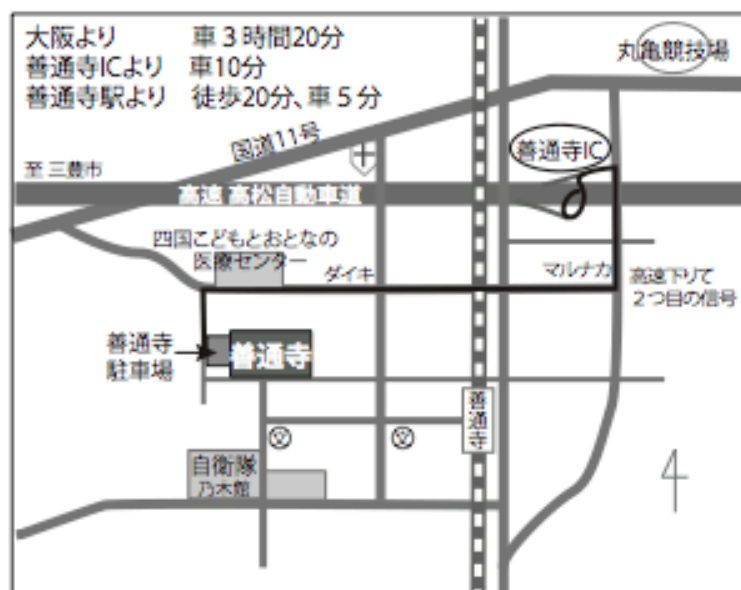 大阪より 車3時間20分
善通寺ICより 車10分
善通寺駅より 徒歩20分、車5分
丸亀競技場
国道11号
善通寺IC
至 三豊市
高速 高松自動車道
四国こどもとおとなの
医療センター
ダイキ
マルナカ
高速下りて
2つ目の信号
善通寺
駐車場
善通寺
善通寺
文
文
自衛隊
乃木館